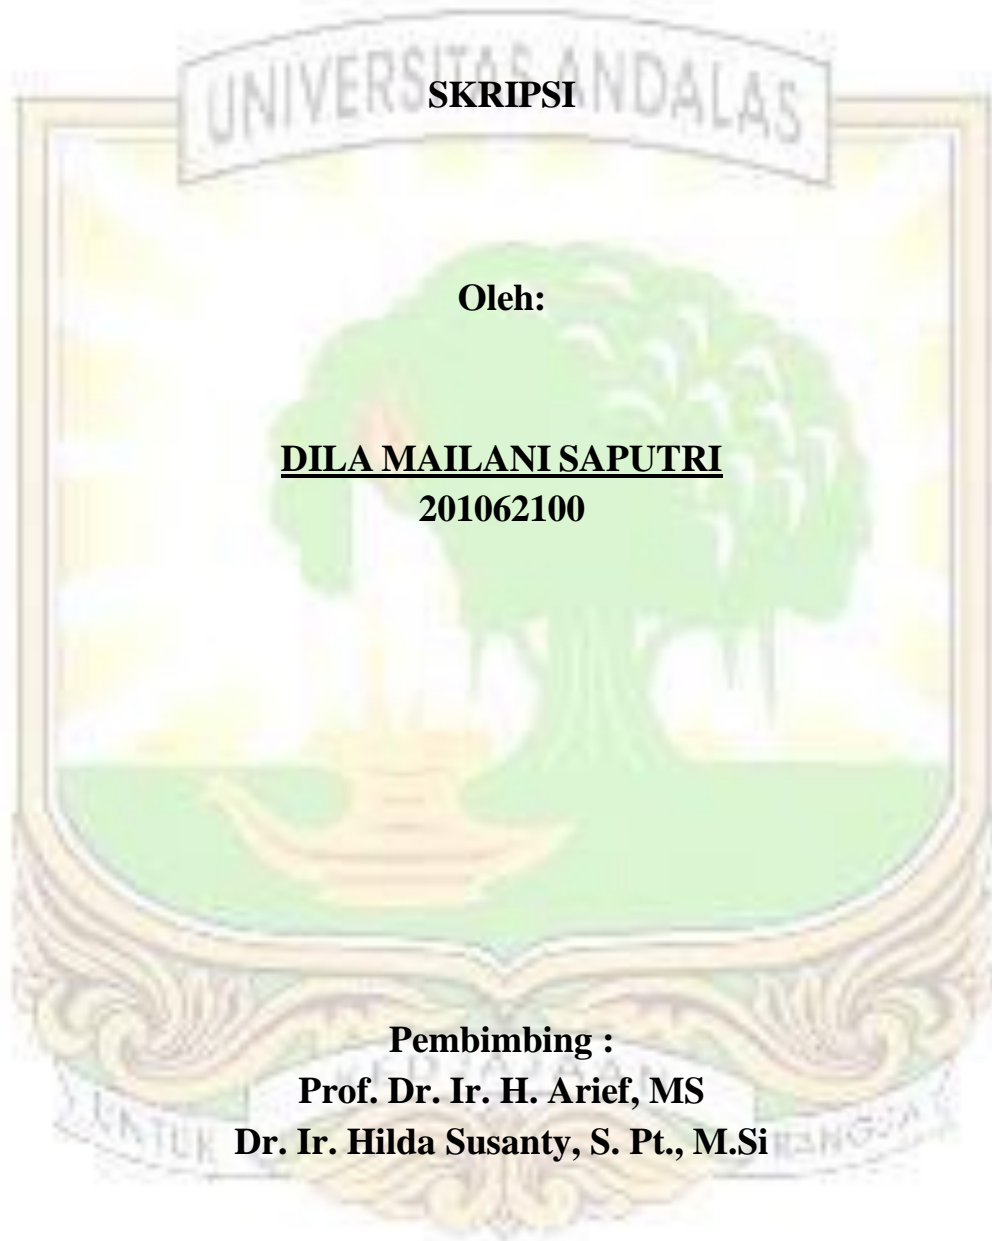 UNIVERSITAS ANDALAS
SKRIPSI
Oleh:
DILA MAILANI SAPUTRI
201062100
Pembimbing :
Prof. Dr. Ir. H. Arief, MS
UNTUK
Dr. Ir. Hilda Susanty, S. Pt., M.Si